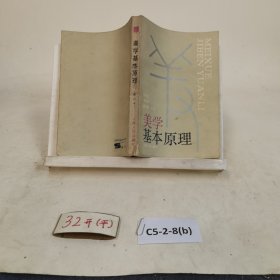 美学基本原理
MEIXUE
JIBEN YUANLI
美学
基本原理
32开(平)
C5-2-8(b)